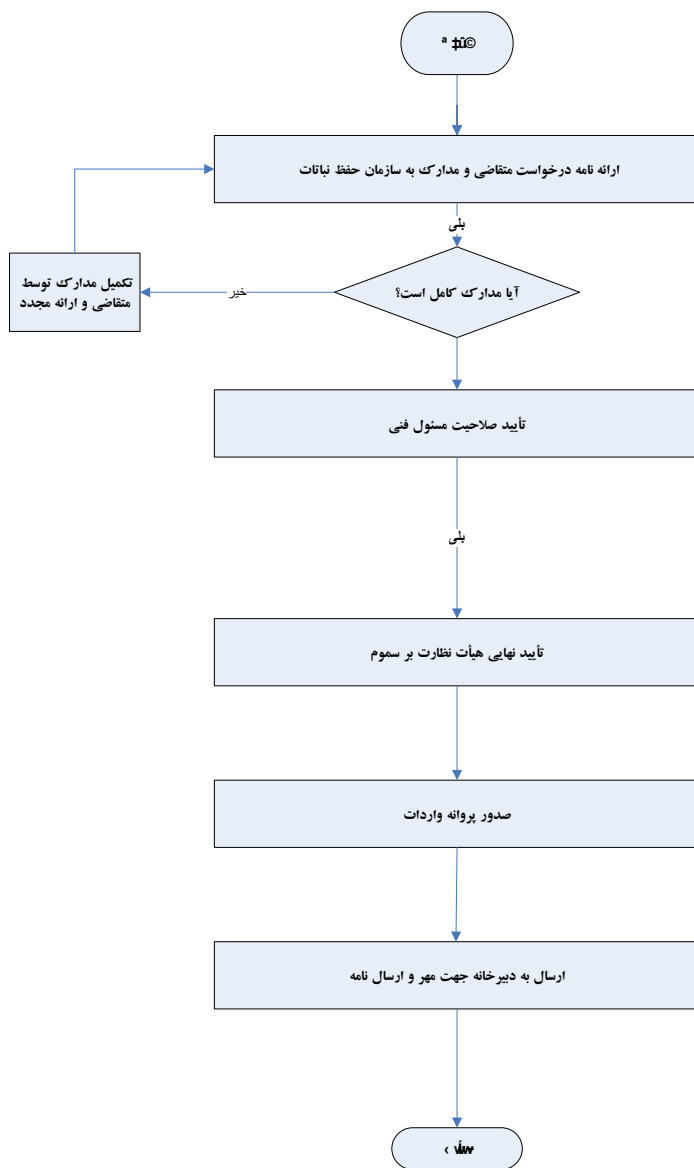 ارائه نامه درخواست متقاضی و مدارک به سازمان حفظ نباتات
بلی
آیا مدارک کامل است؟
خیر
تکمیل مدارک توسط
متقاضی و ارائه مجدد
تأیید صلاحیت مسئول فنی
بلی
تأیید نهایی هیأت نظارت بر سموم
صدور پروانه واردات
ارسال به دبیرخانه جهت مهر و ارسال نامه